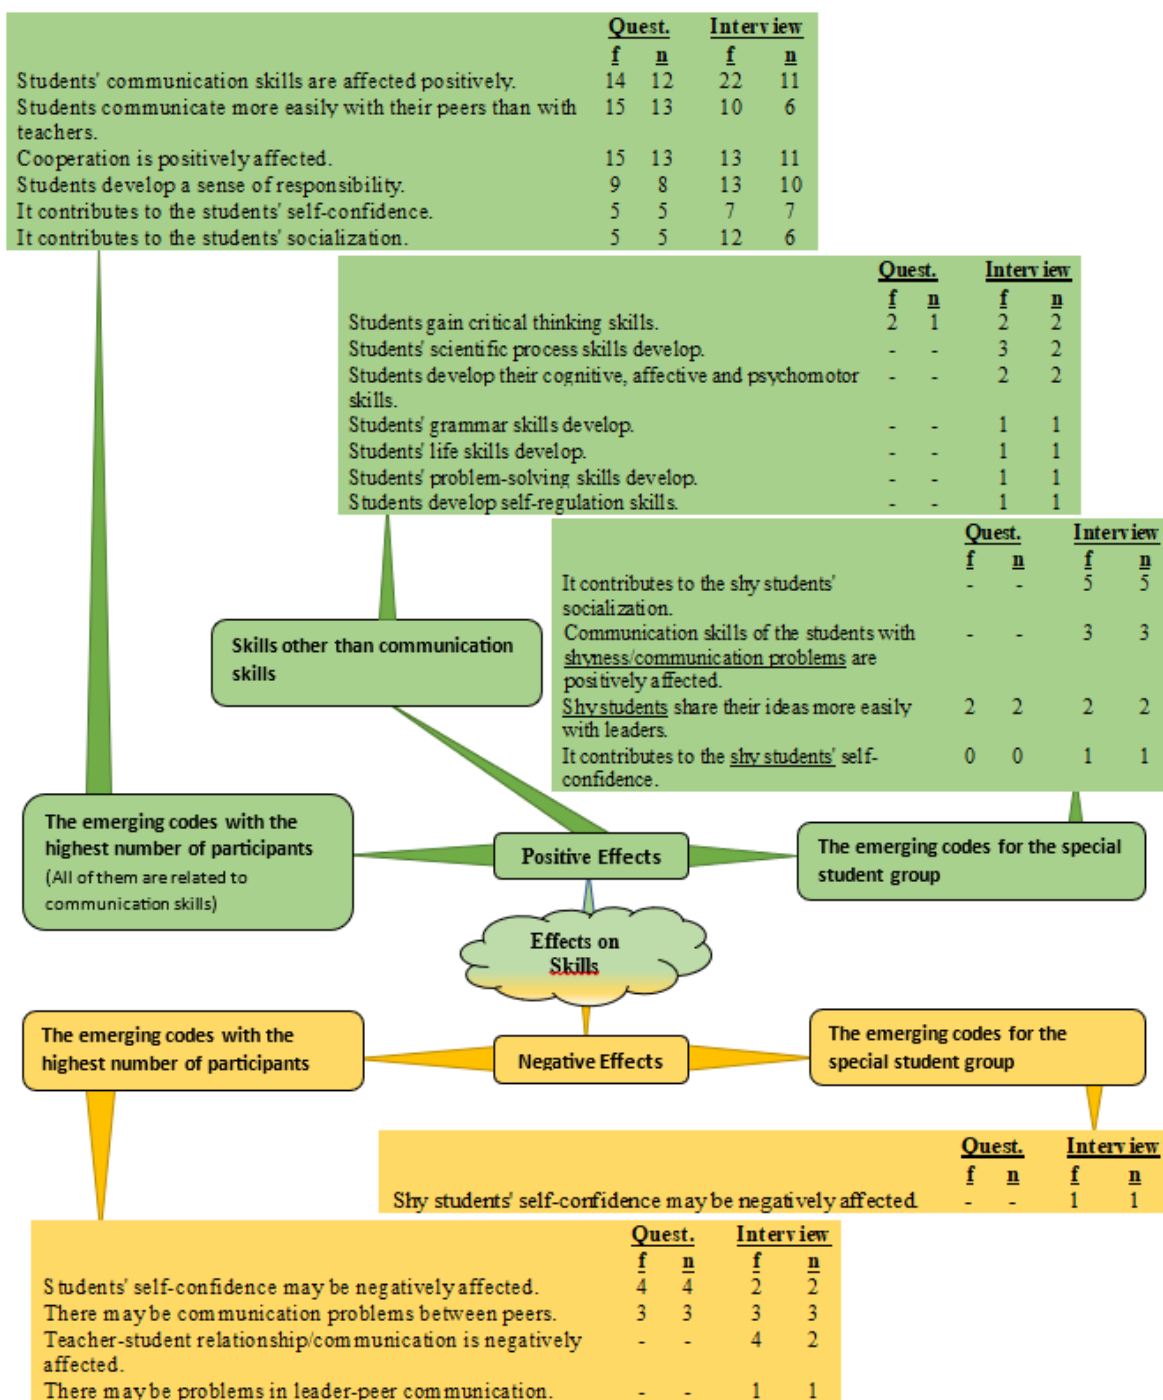 Quest. Interview
f n f n
Students' communication skills are affected positively. 14 12 22 11
Students communicate more easily with their peers than with 15 13 10 6
teachers.
Cooperation is positively affected. 15 13 13 11
Students develop a sense of responsibility. 9 8 13 10
It contributes to the students' self-confidence. 5 5 7 7
It contributes to the students' socialization. 5 5 12 6
Quest. Interview
f n f n
Students gain critical thinking skills. 2 1 2 2
Students' scientific process skills develop. - - 3 2
Students develop their cognitive, affective and psychomotor - - 2 2
skills.
Students' grammar skills develop. - - 1 1
Students' life skills develop. - - 1 1
Students' problem-solving skills develop. - - 1 1
Students develop self-regulation skills. - - 1 1
Quest. Interview
f n f n
It contributes to the shy students' - - 5 5
socialization.
Communication skills of the students with - - 3 3
shyness/communication problems are
positively affected.
Shy students share their ideas more easily 2 2 2 2
with leaders.
It contributes to the shy students' self- 0 0 1 1
confidence.
Skills other than communication
skills
The emerging codes with the
highest number of participants
(All of them are related to
communication skills)
Positive Effects
The emerging codes for the special
student group
Effects on
Skills
The emerging codes with the
highest number of participants
Negative Effects
The emerging codes for the
special student group
Quest. Interview
f n f n
Shy students' self-confidence may be negatively affected. - - 1 1
Quest. Interview
f n f n
Students' self-confidence may be negatively affected. 4 4 2 2
There may be communication problems between peers. 3 3 3 3
Teacher-student relationship/communication is negatively - - 4 2
affected.
There may be problems in leader-peer communication. - - 1 1